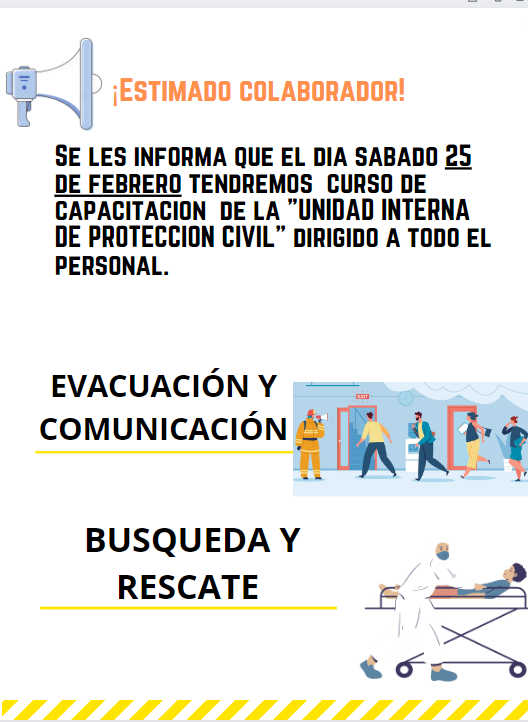 ¡Estimado colaborador!
Se les informa que el dia sabado 25
de febrero tendremos curso de
capacitacion de la "UNIDAD INTERNA
DE PROTECCION CIVIL" dirigido a todo el
personal.
EVACUACIÓN Y
COMUNICACIÓN
EXIT
BUSQUEDA Y
RESCATE